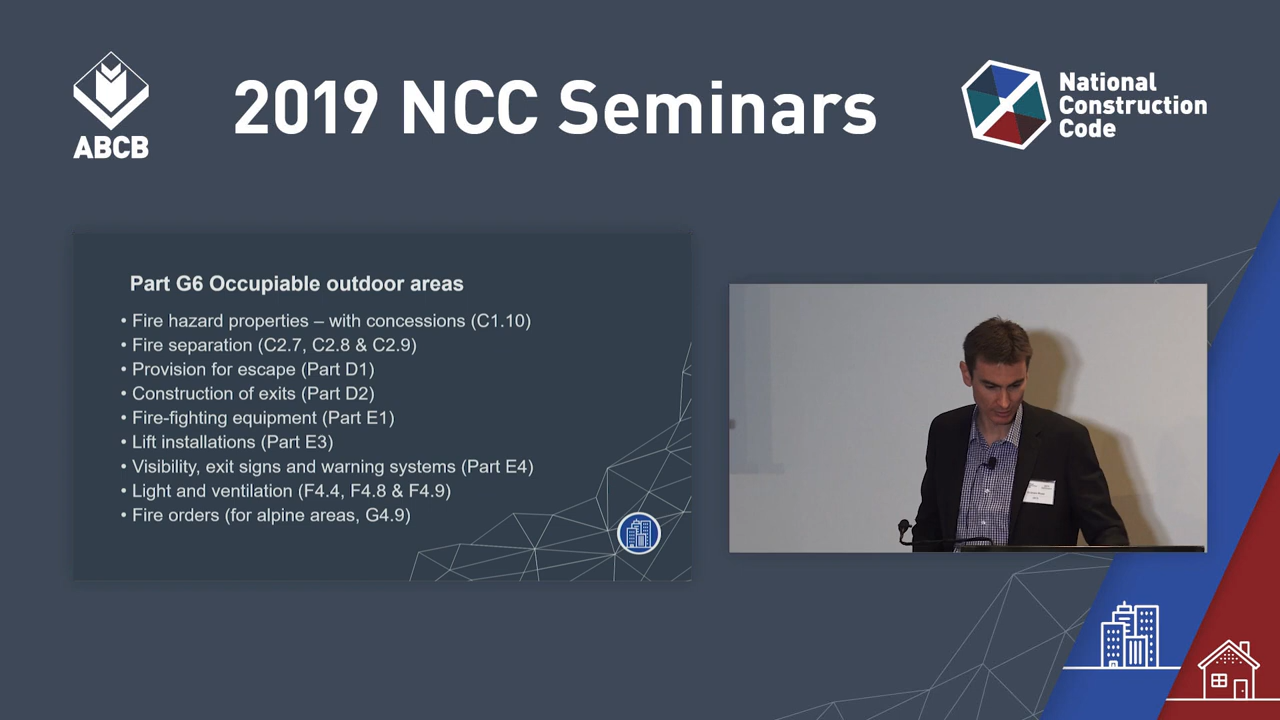 ABCB
2019 NCC Seminars
National
Construction
Code
Part G6 Occupiable outdoor areas
• Fire hazard properties – with concessions (C1.10)
• Fire separation (C2.7, C2.8 & C2.9)
• Provision for escape (Part D1)
• Construction of exits (Part D2)
• Fire-fighting equipment (Part E1)
• Lift installations (Part E3)
• Visibility, exit signs and warning systems (Part E4)
• Light and ventilation (F4.4, F4.8 & F4.9)
• Fire orders (for alpine areas, G4.9)